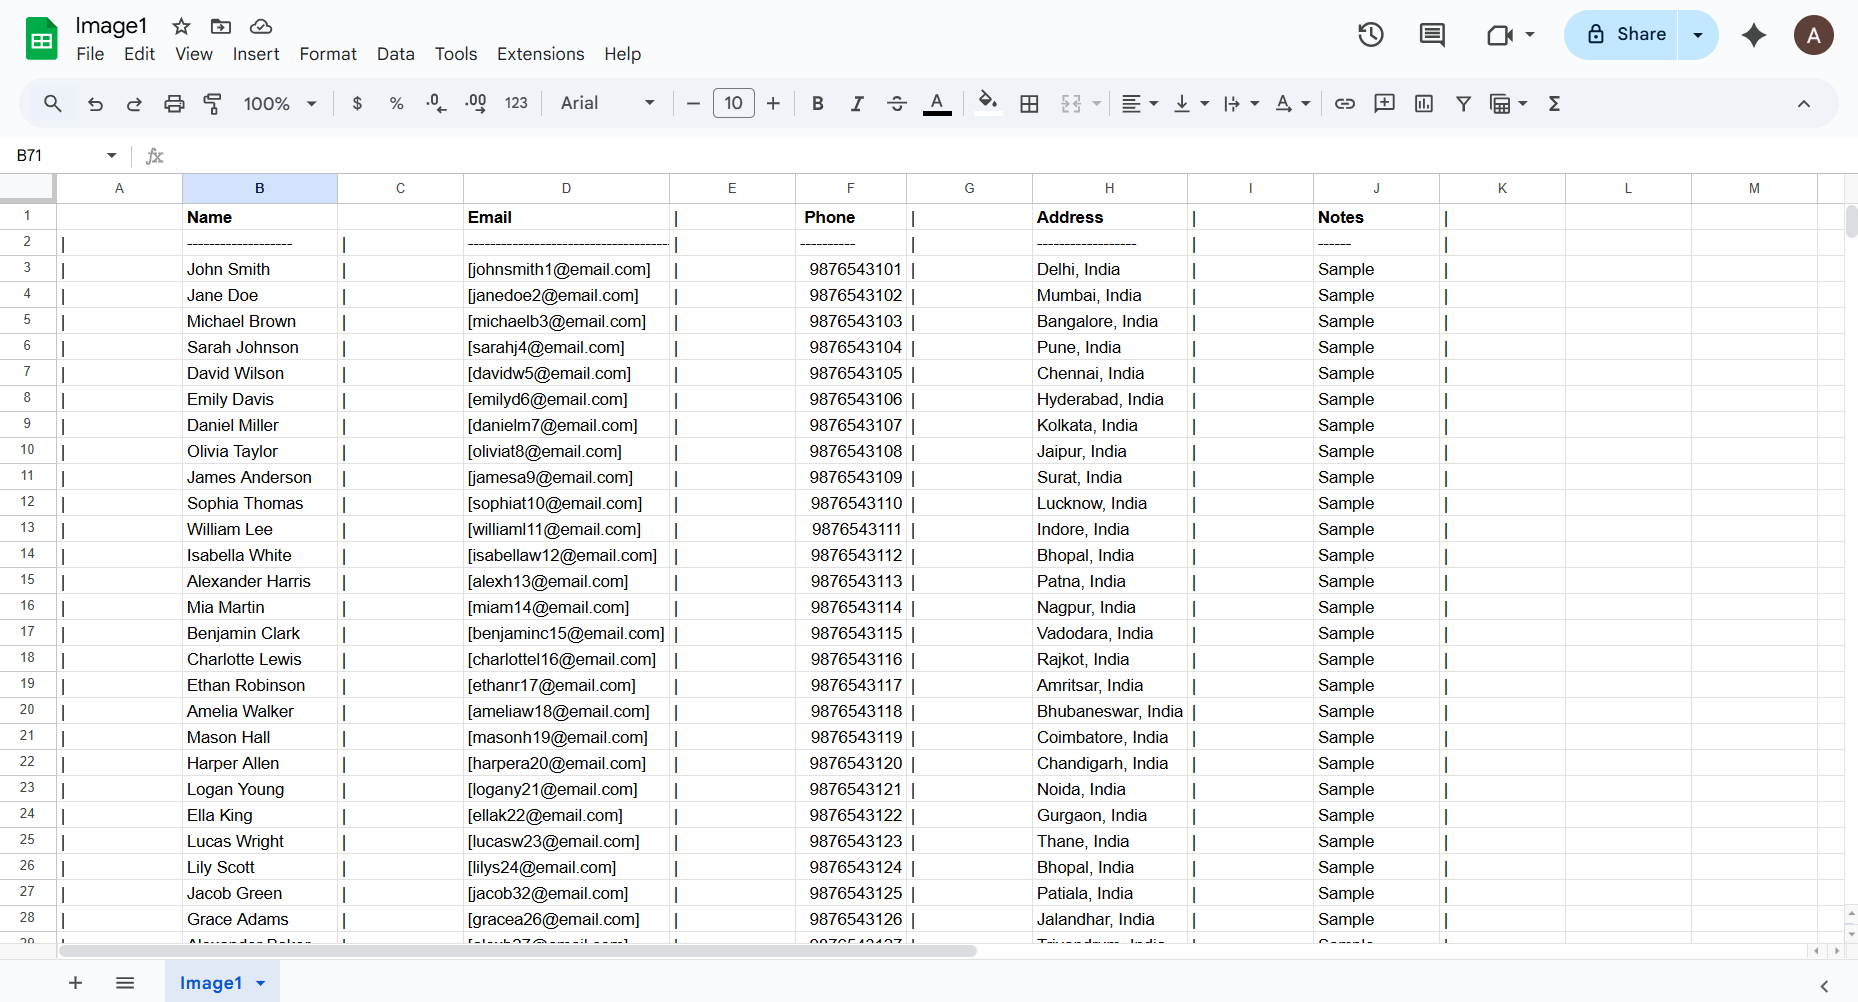 Image1
File Edit View Insert Format Data Tools Extensions Help
Share
A
100% $ % .0 .00 123 Arial 10 B I A
B71 fx
A B C D E F G H I J K L M
1 Name Email | Phone | Address | Notes |
2 | ------------------- | ------------------------------------- | ---------- | ------------------ | ------ |
3 | John Smith | [johnsmith1@email.com] | 9876543101 | Delhi, India | Sample |
4 | Jane Doe | [janedoe2@email.com] | 9876543102 | Mumbai, India | Sample |
5 | Michael Brown | [michaelb3@email.com] | 9876543103 | Bangalore, India | Sample |
6 | Sarah Johnson | [sarahj4@email.com] | 9876543104 | Pune, India | Sample |
7 | David Wilson | [davidw5@email.com] | 9876543105 | Chennai, India | Sample |
8 | Emily Davis | [emilyd6@email.com] | 9876543106 | Hyderabad, India | Sample |
9 | Daniel Miller | [danielm7@email.com] | 9876543107 | Kolkata, India | Sample |
10 | Olivia Taylor | [oliviat8@email.com] | 9876543108 | Jaipur, India | Sample |
11 | James Anderson | [jamesa9@email.com] | 9876543109 | Surat, India | Sample |
12 | Sophia Thomas | [sophiat10@email.com] | 9876543110 | Lucknow, India | Sample |
13 | William Lee | [williaml11@email.com] | 9876543111 | Indore, India | Sample |
14 | Isabella White | [isabellaw12@email.com] | 9876543112 | Bhopal, India | Sample |
15 | Alexander Harris | [alexh13@email.com] | 9876543113 | Patna, India | Sample |
16 | Mia Martin | [miam14@email.com] | 9876543114 | Nagpur, India | Sample |
17 | Benjamin Clark | [benjaminc15@email.com] | 9876543115 | Vadodara, India | Sample |
18 | Charlotte Lewis | [charlottel16@email.com] | 9876543116 | Rajkot, India | Sample |
19 | Ethan Robinson | [ethanr17@email.com] | 9876543117 | Amritsar, India | Sample |
20 | Amelia Walker | [ameliaw18@email.com] | 9876543118 | Bhubaneswar, India | Sample |
21 | Mason Hall | [masonh19@email.com] | 9876543119 | Coimbatore, India | Sample |
22 | Harper Allen | [harpera20@email.com] | 9876543120 | Chandigarh, India | Sample |
23 | Logan Young | [logany21@email.com] | 9876543121 | Noida, India | Sample |
24 | Ella King | [ellak22@email.com] | 9876543122 | Gurgaon, India | Sample |
25 | Lucas Wright | [lucasw23@email.com] | 9876543123 | Thane, India | Sample |
26 | Lily Scott | [lilys24@email.com] | 9876543124 | Bhopal, India | Sample |
27 | Jacob Green | [jacob32@email.com] | 9876543125 | Patiala, India | Sample |
28 | Grace Adams | [gracea26@email.com] | 9876543126 | Jalandhar, India | Sample |
Image1